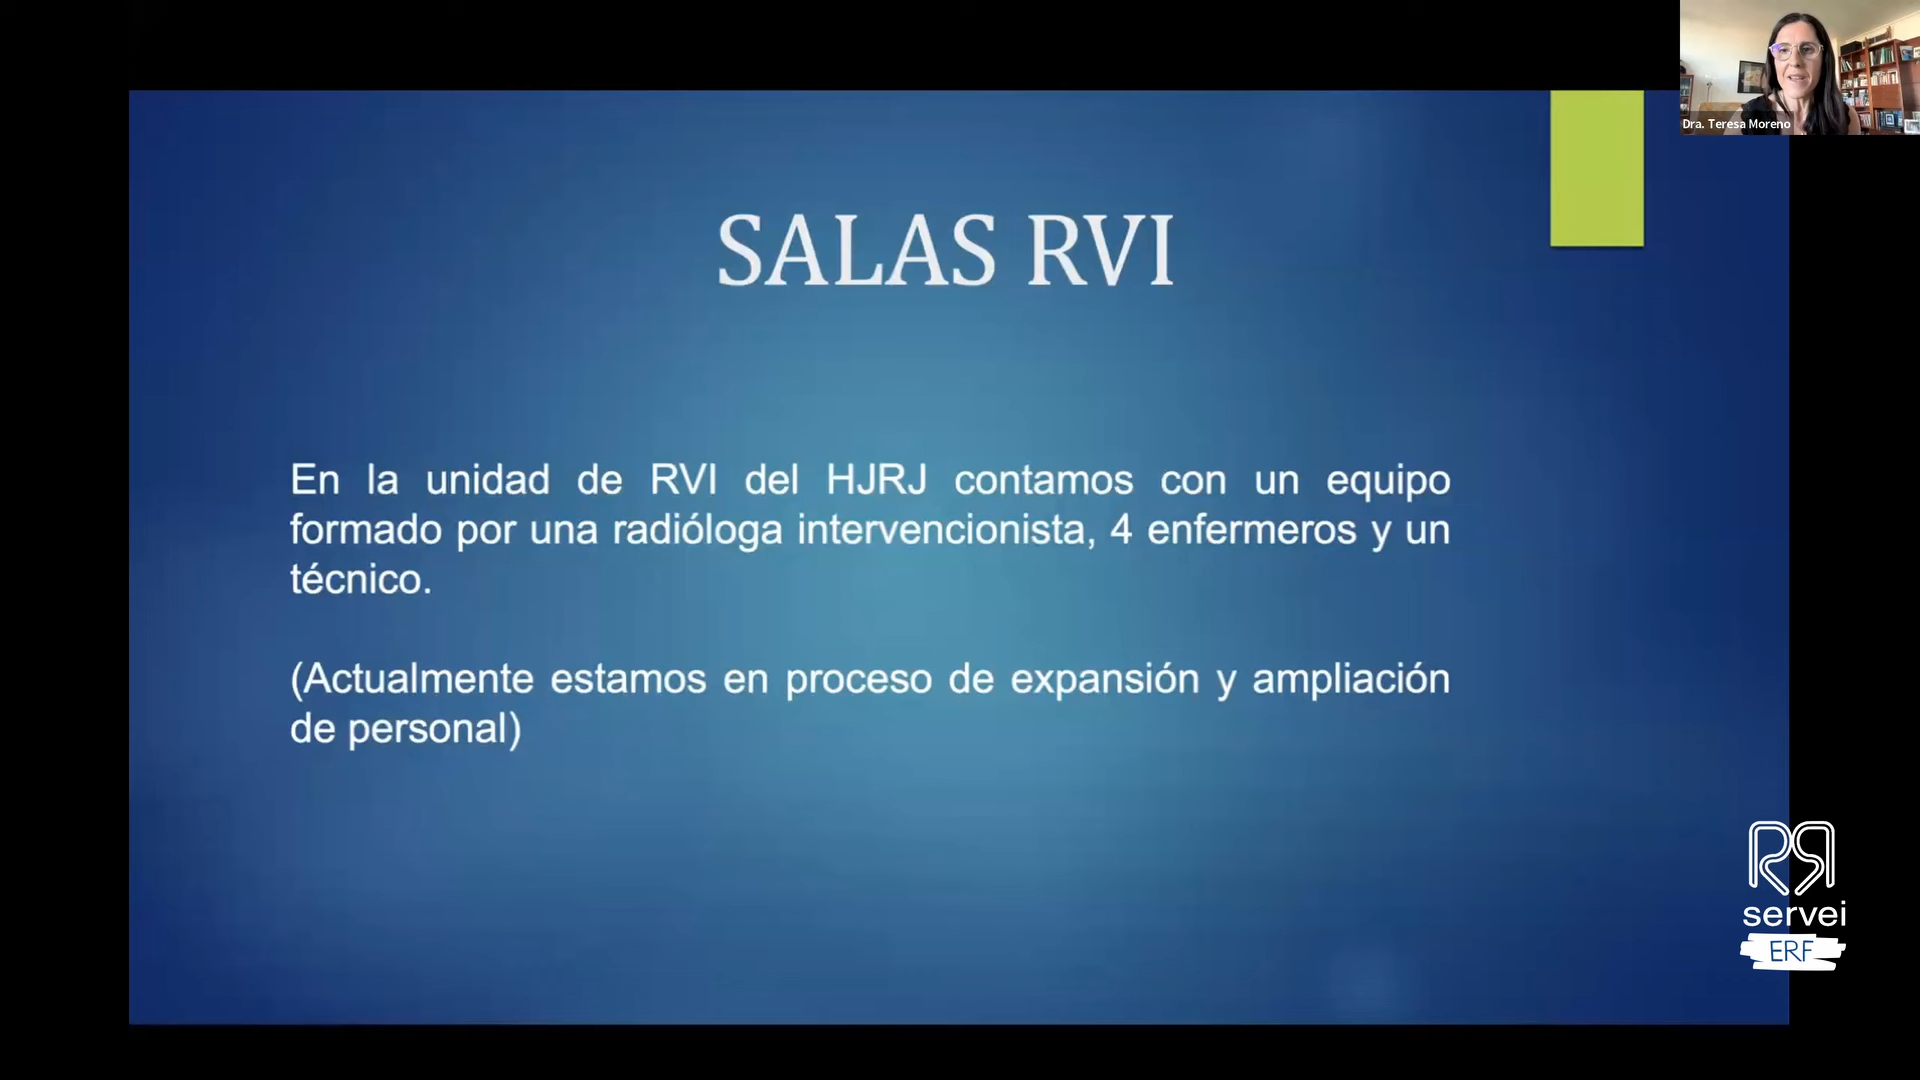 Dra. Teresa Moreno
SALAS RVI
En la unidad de RVI del HJRJ contamos con un equipo
formado por una radióloga intervencionista, 4 enfermeros y un
técnico.
(Actualmente estamos en proceso de expansión y ampliación
de personal)
servei
ERF